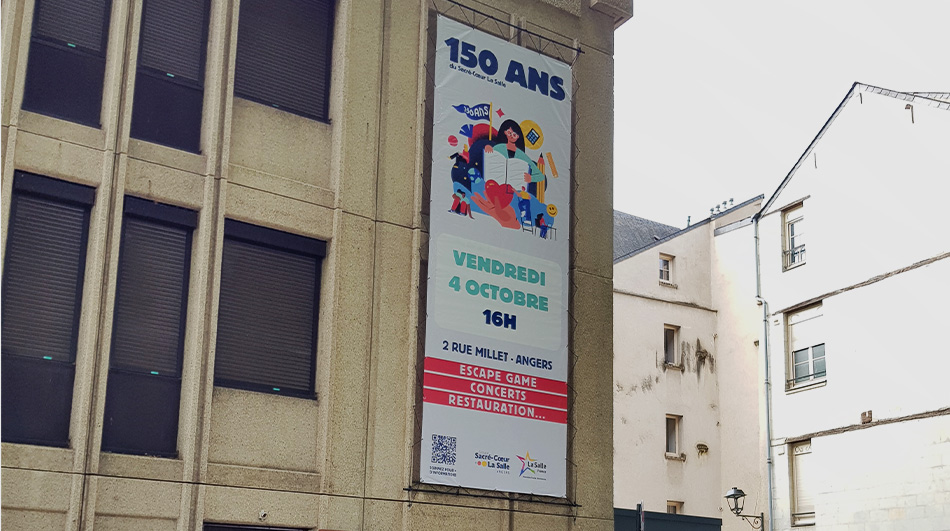 150 ANS
du Sacré-Cœur La Salle
150 ANS
VENDREDI
4 OCTOBRE
16H
2 RUE MILLET - ANGERS
ESCAPE GAME
CONCERTS
RESTAURATION...
Sacré-Cœur
La Salle
La Salle